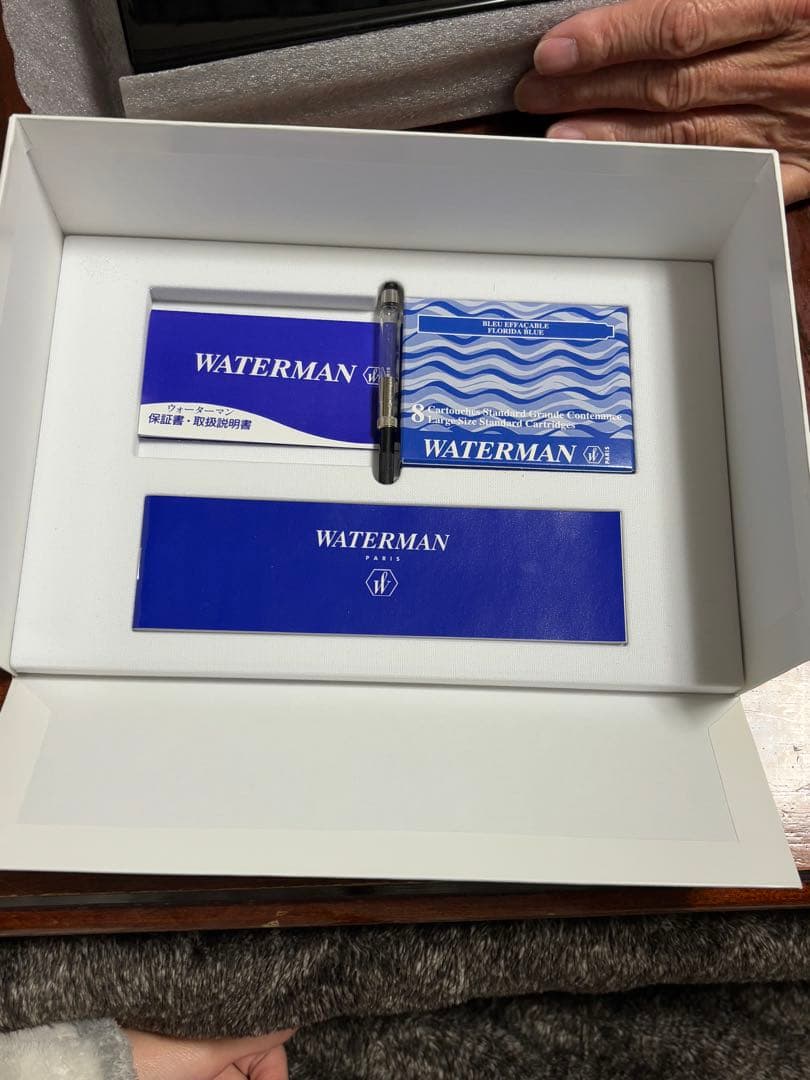 WATERMAN
ウォーターマン
保証書・取扱説明書
BLEU EFFAÇABLE
FLORIDA BLUE
8 Cartouches Standard Grande Contenance
Large Size Standard Cartridges
WATERMAN
PARIS
WATERMAN
PARIS